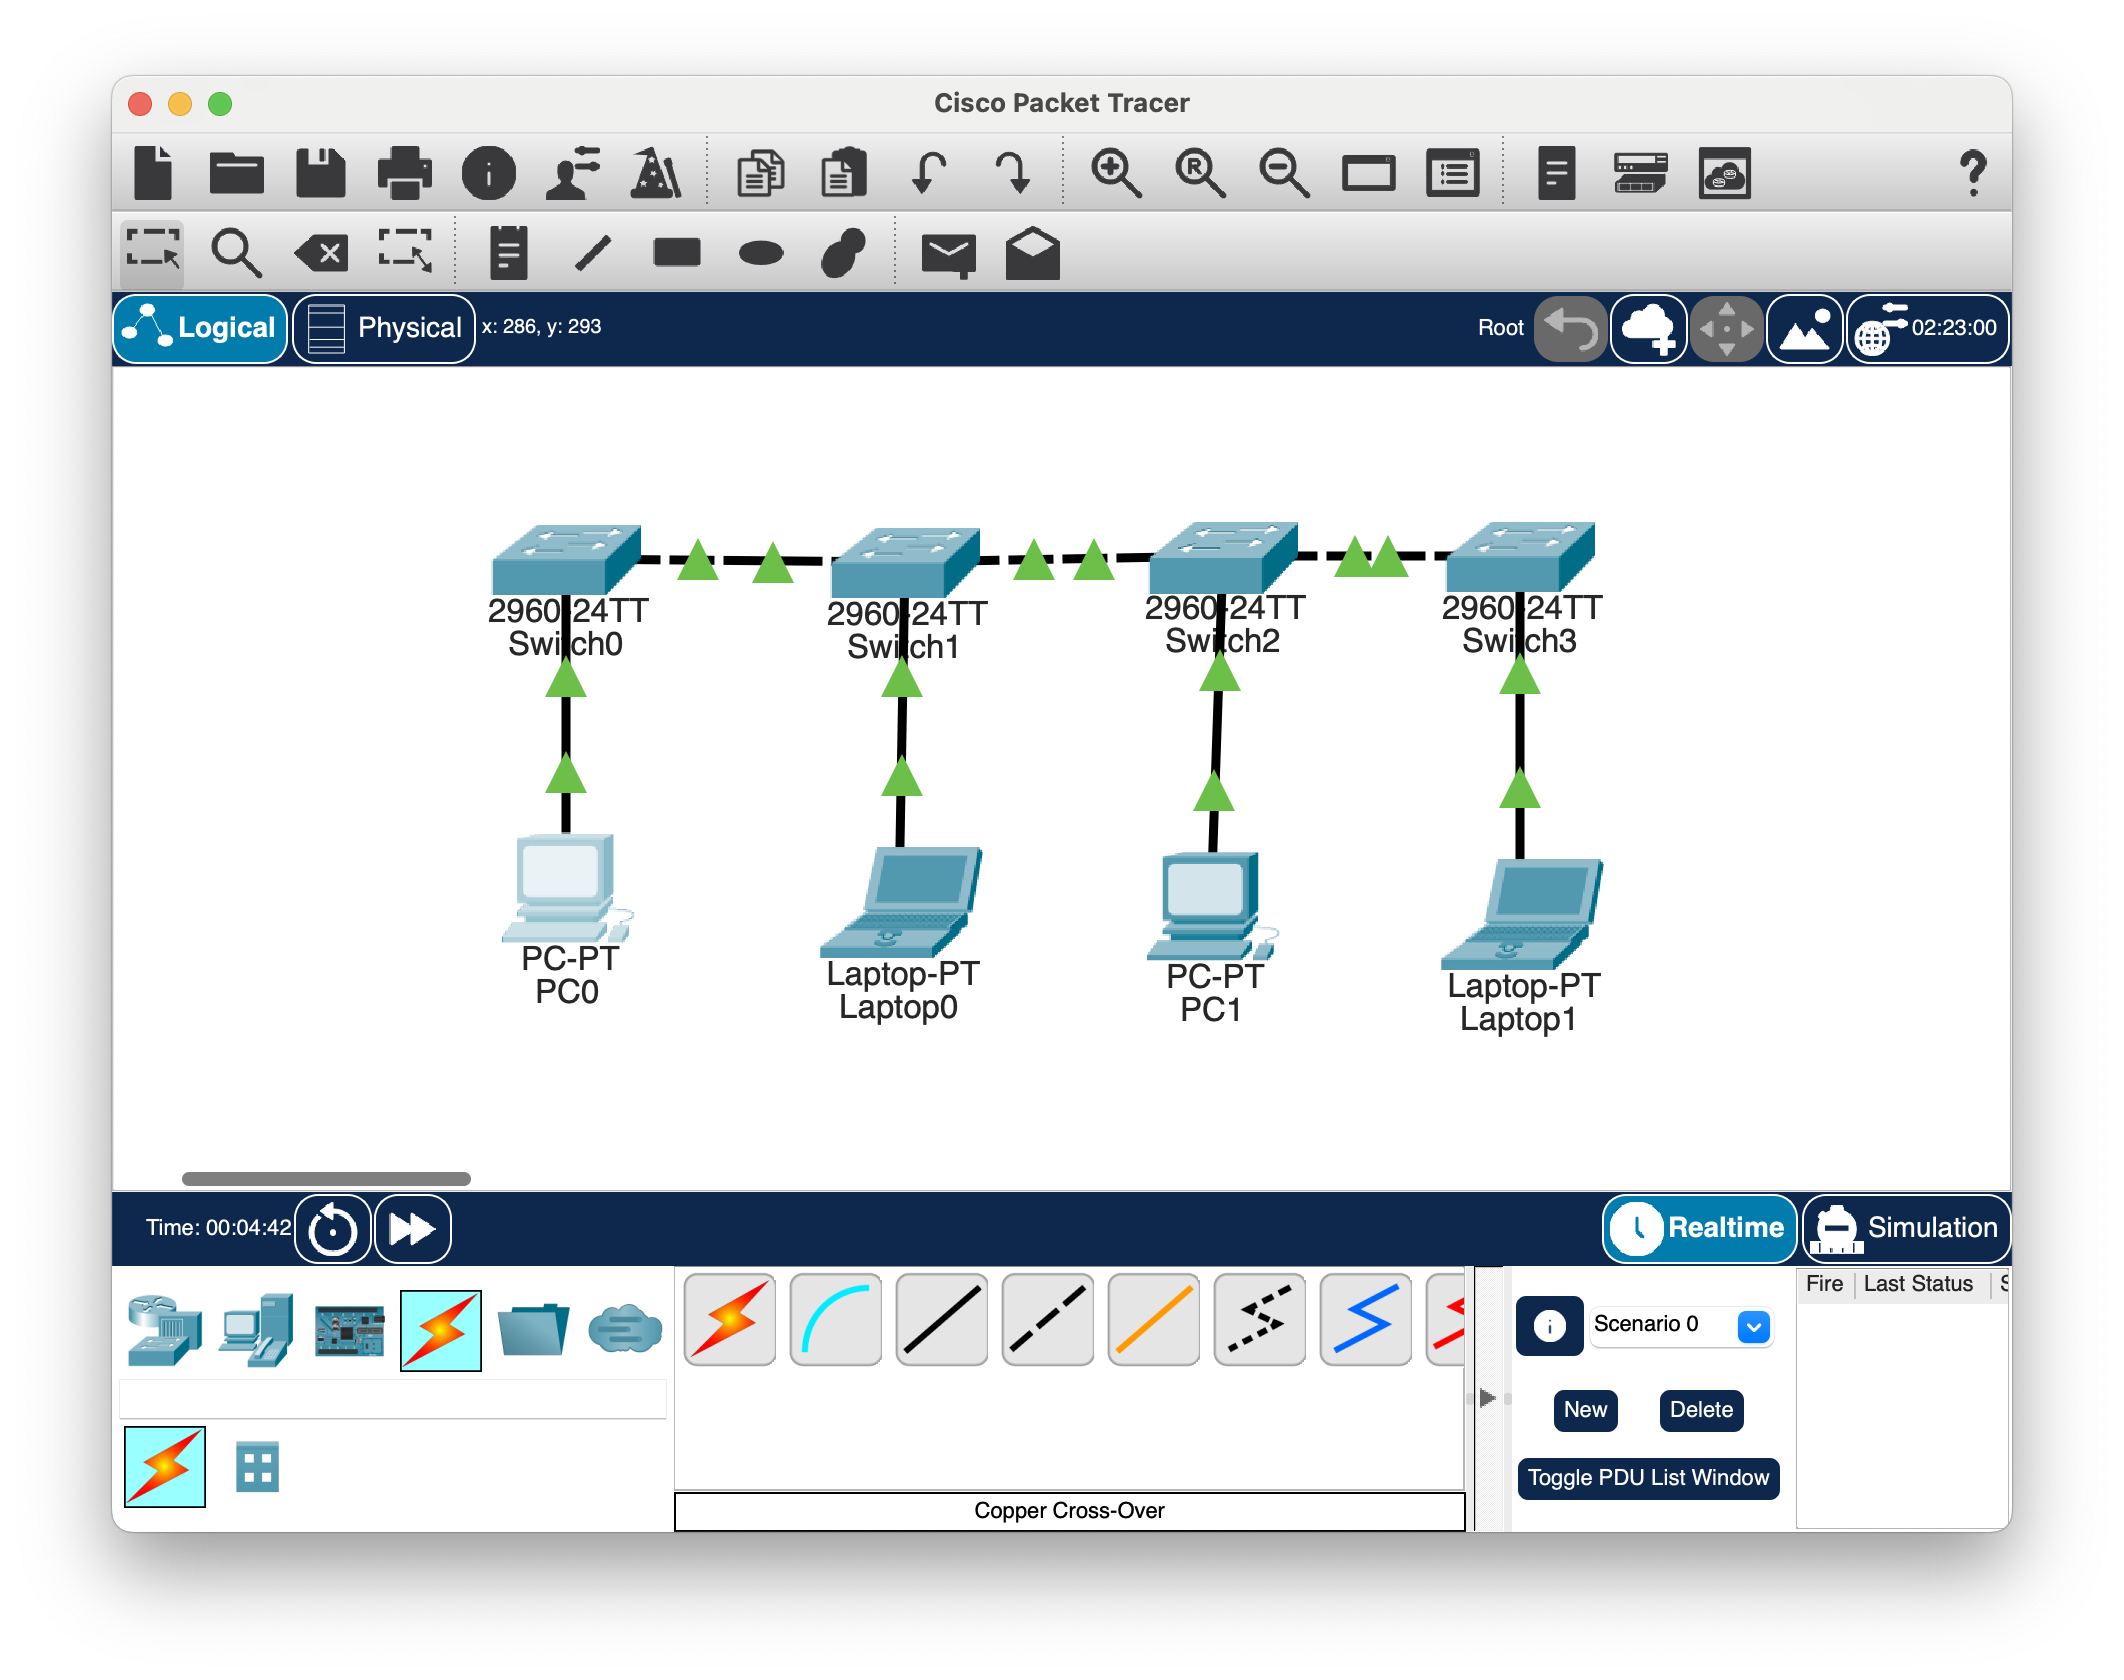 Cisco Packet Tracer
Logical
Physical
x: 286, y: 293
Root
02:23:00
2960-24TT
Switch0
2960-24TT
Switch1
2960-24TT
Switch2
2960-24TT
Switch3
PC-PT
PC0
Laptop-PT
Laptop0
PC-PT
PC1
Laptop-PT
Laptop1
Time: 00:04:42
Realtime
Simulation
Scenario 0
Fire
Last Status
New
Delete
Toggle PDU List Window
Copper Cross-Over